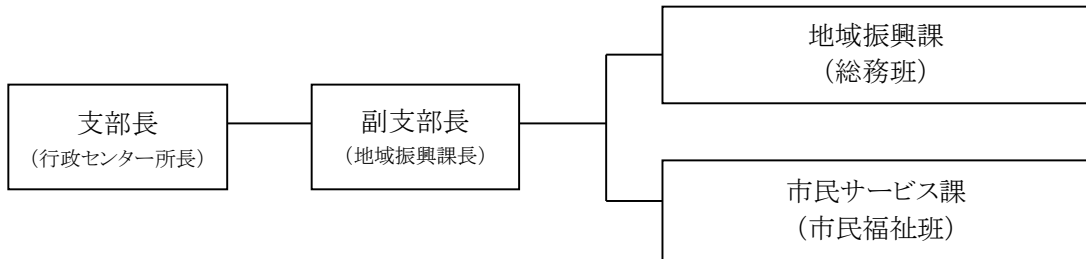 支部長
（行政センター所長）
副支部長
（地域振興課長）
地域振興課
（総務班）
市民サービス課
（市民福祉班）